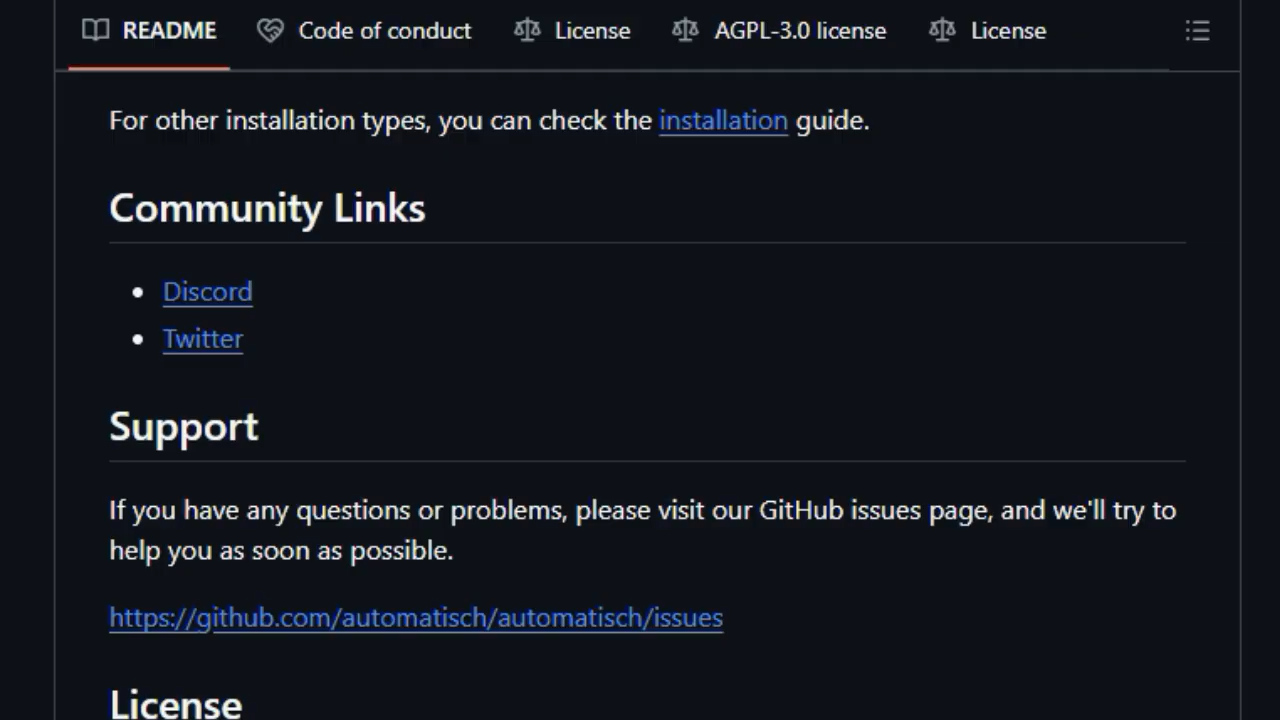 README Code of conduct License AGPL-3.0 license License
For other installation types, you can check the installation guide.
Community Links
Discord
Twitter
Support
If you have any questions or problems, please visit our GitHub issues page, and we'll try to
help you as soon as possible.
https://github.com/automatisch/automatisch/issues
License